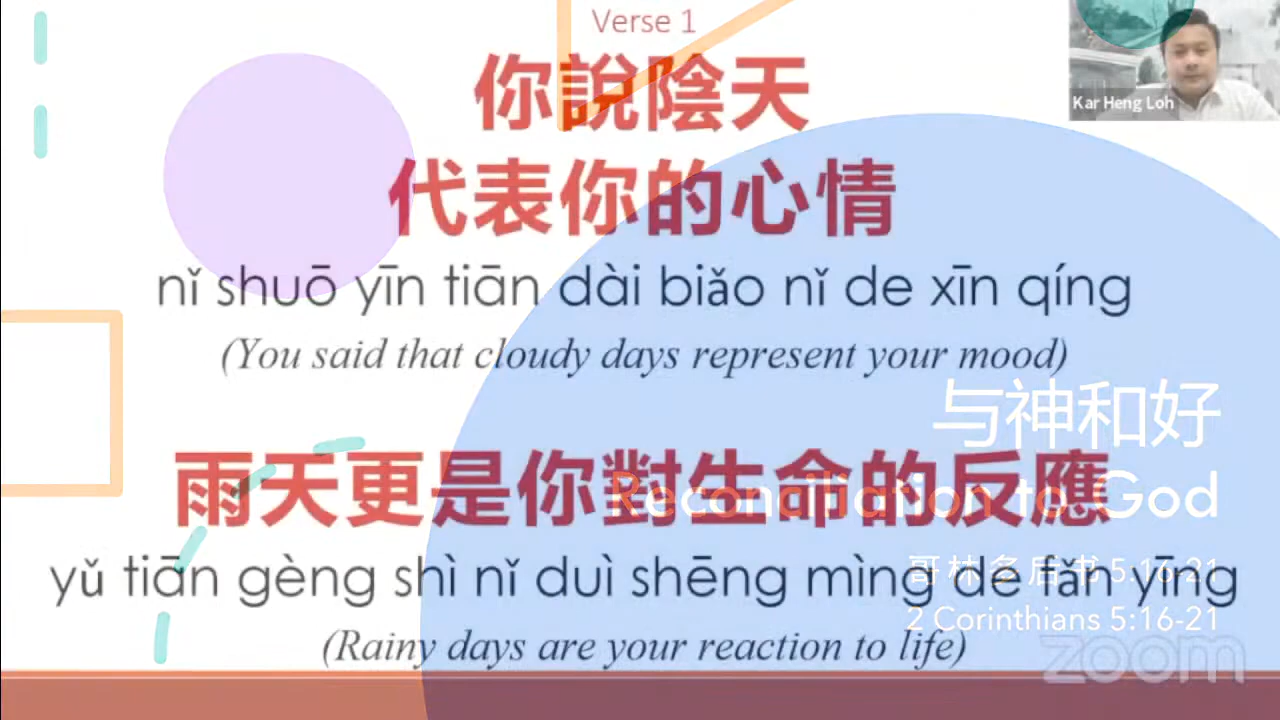 Verse 1
你說陰天
Kar Heng Loh
代表你的心情
nǐ shuō yīn tiān dài biǎo nǐ de xīn qíng
(You said that cloudy days represent your mood)
与神和好
雨天更是你對生命的反應
Reconciliation to God
yǔ tiān gèng shì nǐ duì shēng mìng de fǎn yīng
哥林多后书 5:16-21
2 Corinthians 5:16-21
(Rainy days are your reaction to life)
zoom